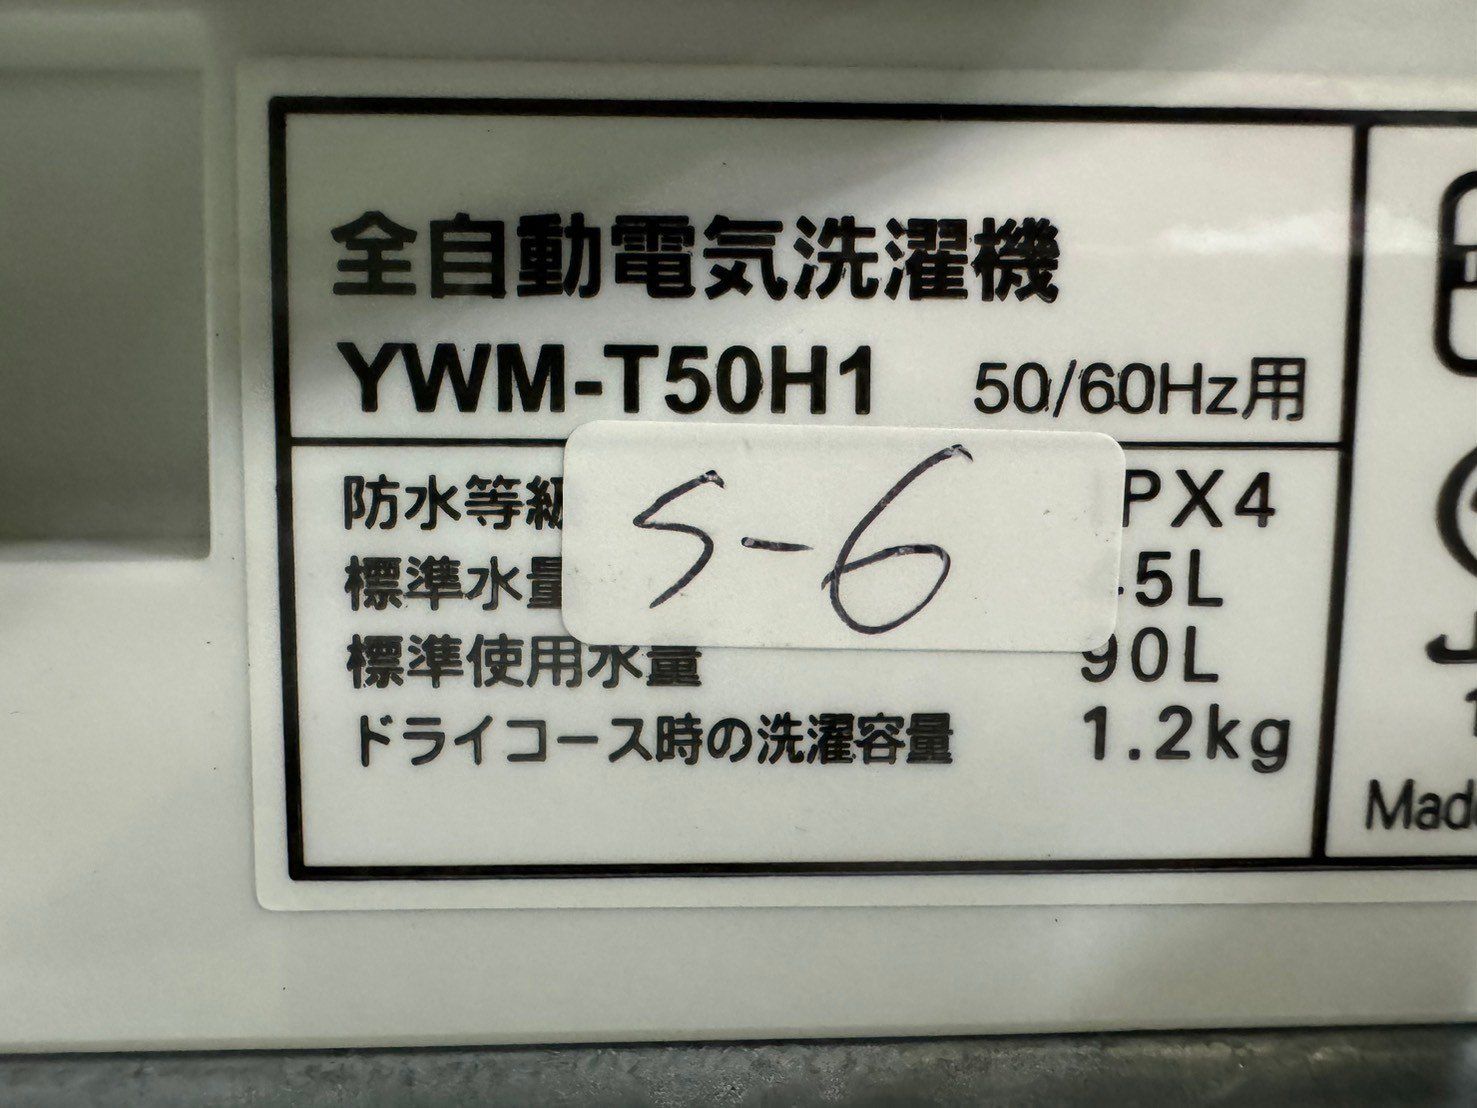 全自動電気洗濯機
YWM-T50H1 50/60Hz用
防水等級 PX4
S-6
標準水量 5L
標準使用水量 90L
ドライコース時の洗濯容量 1.2kg